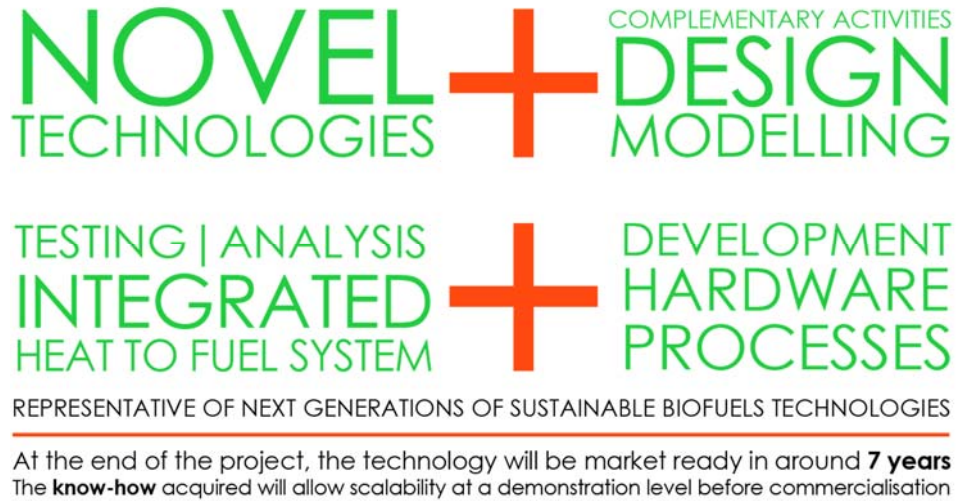 NOVEL
TECHNOLOGIES
COMPLEMENTARY ACTIVITIES
DESIGN
MODELLING
TESTING | ANALYSIS
INTEGRATED
HEAT TO FUEL SYSTEM
DEVELOPMENT
HARDWARE
PROCESSES
REPRESENTATIVE OF NEXT GENERATIONS OF SUSTAINABLE BIOFUELS TECHNOLOGIES
At the end of the project, the technology will be market ready in around 7 years
The know-how acquired will allow scalability at a demonstration level before commercialisation